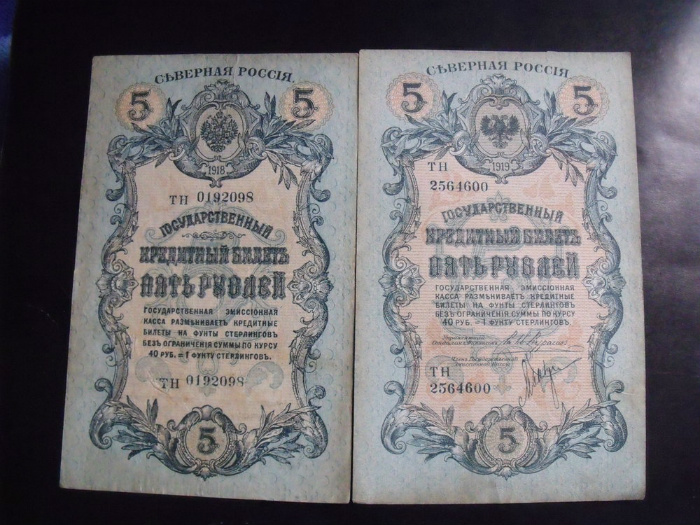 СѢВЕРНАЯ РОССІЯ.
5
5
1918
ТН 0192098
ГОСУДАРСТВЕННЫЙ
КРЕДИТНЫЙ БИЛЕТЪ
ПЯТЬ РУБЛЕЙ
ГОСУДАРСТВЕННАЯ ЭМИССІОННАЯ
КАССА РАЗМѢНИВАЕТЪ КРЕДИТНЫЕ
БИЛЕТЫ НА ФУНТЫ СТЕРЛИНГОВЪ
БЕЗЪ ОГРАНИЧЕНІЯ СУММЫ ПО КУРСУ
40 РУБ. = 1 ФУНТУ СТЕРЛИНГОВЪ.
ТН 0192098
5
СѢВЕРНАЯ РОССІЯ.
5
5
1919
ТН
2564600
ГОСУДАРСТВЕННЫЙ
КРЕДИТНЫЙ БИЛЕТЪ
ПЯТЬ РУБЛЕЙ
ГОСУДАРСТВЕННАЯ ЭМИССІОННАЯ
КАССА РАЗМѢНИВАЕТЪ КРЕДИТНЫЕ
БИЛЕТЫ НА ФУНТЫ СТЕРЛИНГОВЪ
БЕЗЪ ОГРАНИЧЕНІЯ СУММЫ ПО КУРСУ
40 РУБ. = 1 ФУНТУ СТЕРЛИНГОВЪ.
Управляющій
Членъ Государственной
ТН
2564600
5